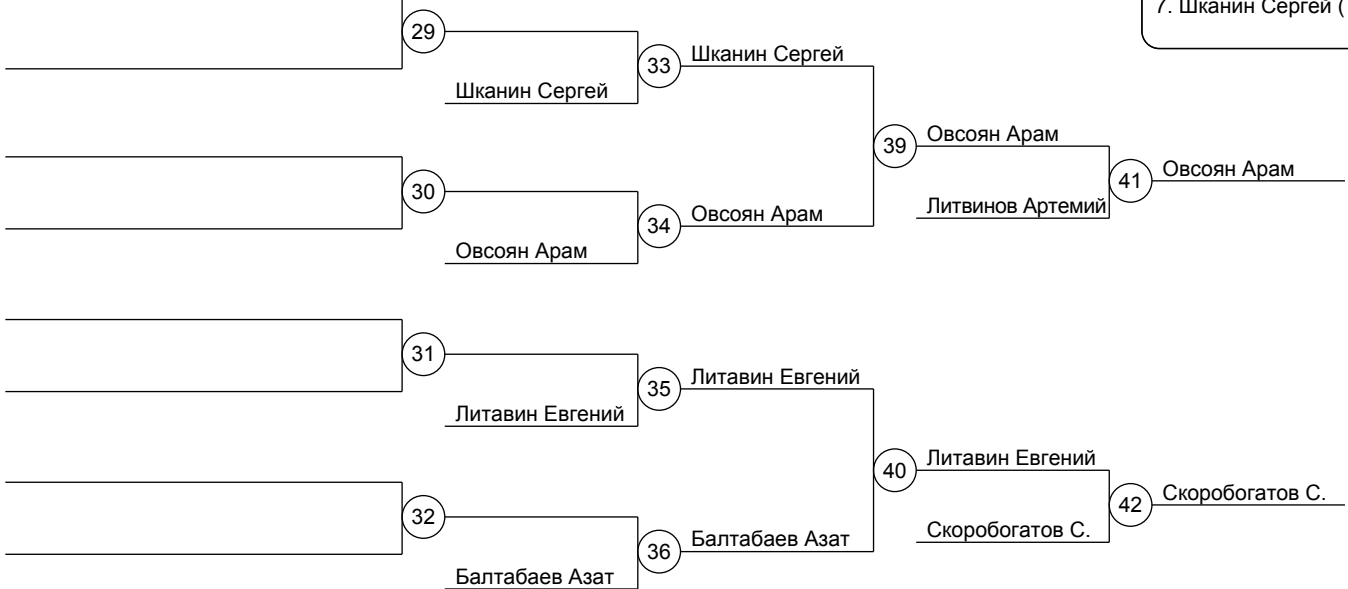 7. Шканин Сергей (
29
33
Шканин Сергей
Шканин Сергей
39
Овсоян Арам
30
41
Овсоян Арам
Литвинов Артемий
34
Овсоян Арам
Овсоян Арам
31
35
Литавин Евгений
Литавин Евгений
40
Литавин Евгений
32
42
Скоробогатов С.
Скоробогатов С.
36
Балтабаев Азат
Балтабаев Азат